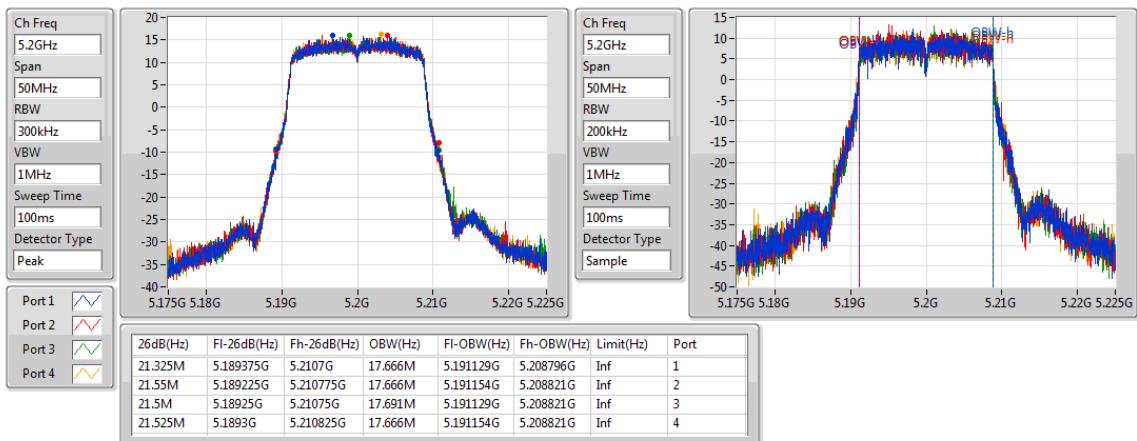 Ch Freq
5.2GHz
Span
50MHz
RBW
300kHz
VBW
1MHz
Sweep Time
100ms
Detector Type
Peak
20
15
10
5
0
-5
-10
-15
-20
-25
-30
-35
-40
5.175G 5.18G 5.19G 5.2G 5.21G 5.22G 5.225G
Ch Freq
5.2GHz
Span
50MHz
RBW
200kHz
VBW
1MHz
Sweep Time
100ms
Detector Type
Sample
15
10
5
0
-5
-10
-15
-20
-25
-30
-35
-40
-45
-50
OBW-h
5.175G 5.18G 5.19G 5.2G 5.21G 5.22G 5.225G
Port 1
Port 2
Port 3
Port 4
26dB(Hz) Fl-26dB(Hz) Fh-26dB(Hz) OBW(Hz) Fl-OBW(Hz) Fh-OBW(Hz) Limit(Hz) Port
21.325M 5.189375G 5.2107G 17.666M 5.191129G 5.208796G Inf 1
21.55M 5.189225G 5.210775G 17.666M 5.191154G 5.208821G Inf 2
21.5M 5.18925G 5.21075G 17.691M 5.191129G 5.208821G Inf 3
21.525M 5.1893G 5.210825G 17.666M 5.191154G 5.208821G Inf 4